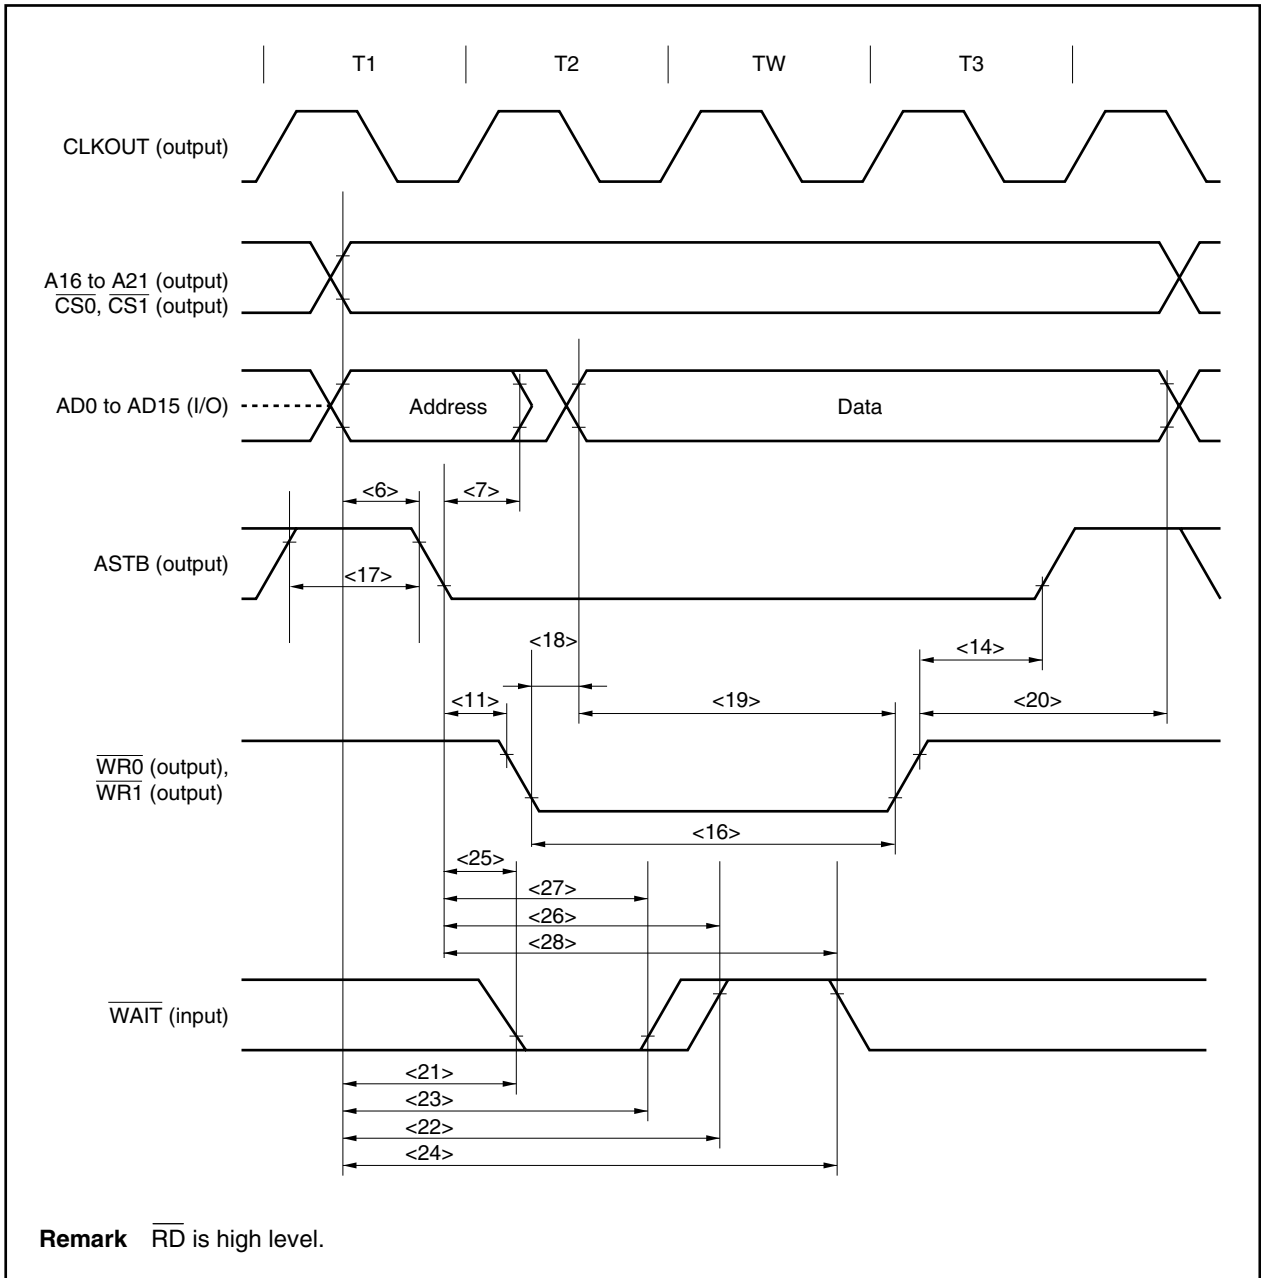 T1 T2 TW T3
CLKOUT (output)
A16 to A21 (output)
CS0, CS1 (output)
AD0 to AD15 (I/O)
Address
Data
<6>
<7>
ASTB (output)
<17>
<18>
<14>
<11>
<19>
<20>
WR0 (output),
WR1 (output)
<16>
<25>
<27>
<26>
<28>
WAIT (input)
<21>
<23>
<22>
<24>
Remark RD is high level.